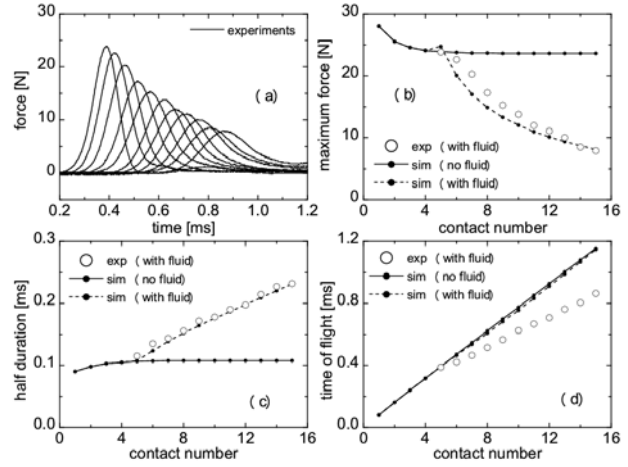 experiments
( a )
force [N]
30
20
10
0
0.2 0.4 0.6 0.8 1.0 1.2
time [ms]
maximum force [N]
30
20
10
0
( b )
exp ( with fluid)
sim ( no fluid)
sim ( with fluid)
0 4 8 12 16
contact number
half duration [ms]
0.3
0.2
0.1
0.0
exp ( with fluid)
sim ( no fluid)
sim ( with fluid)
( c )
0 4 8 12 16
contact number
time of flight [ms]
1.2
0.8
0.4
0.0
exp ( with fluid)
sim ( no fluid)
sim ( with fluid)
( d )
0 4 8 12 16
contact number